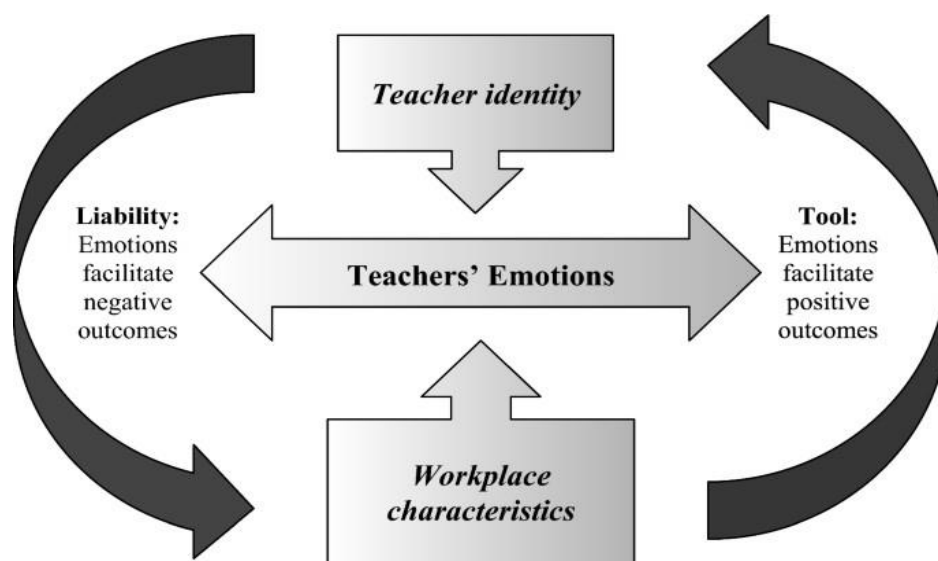 Teacher identity
Liability:
Emotions
facilitate
negative
outcomes
Teachers’ Emotions
Tool:
Emotions
facilitate
positive
outcomes
Workplace
characteristics